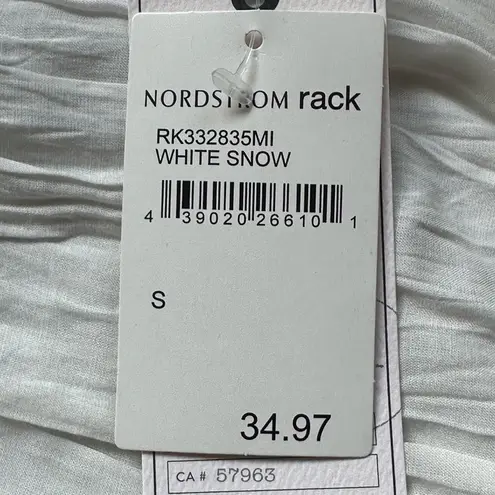 NORDSTROM rack
RK332835MI
WHITE SNOW
4 39020 26610 1
S
34.97
CA # 57963